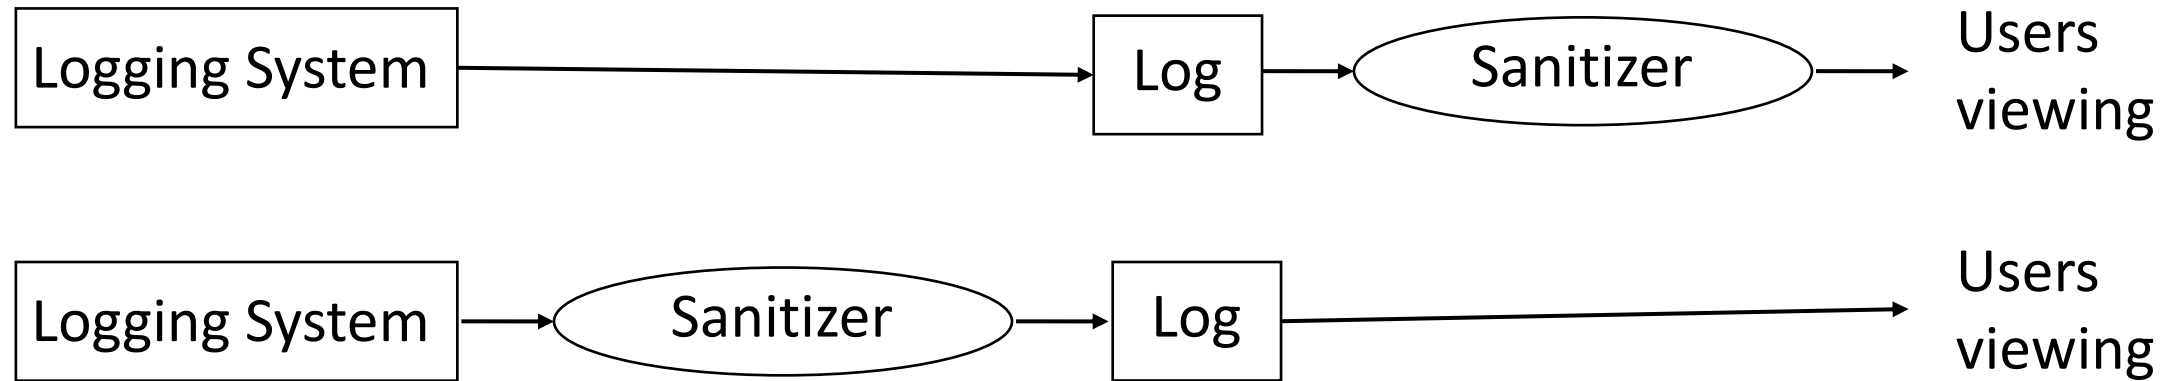 Logging System
Log
Sanitizer
Users
viewing
Logging System
Sanitizer
Log
Users
viewing